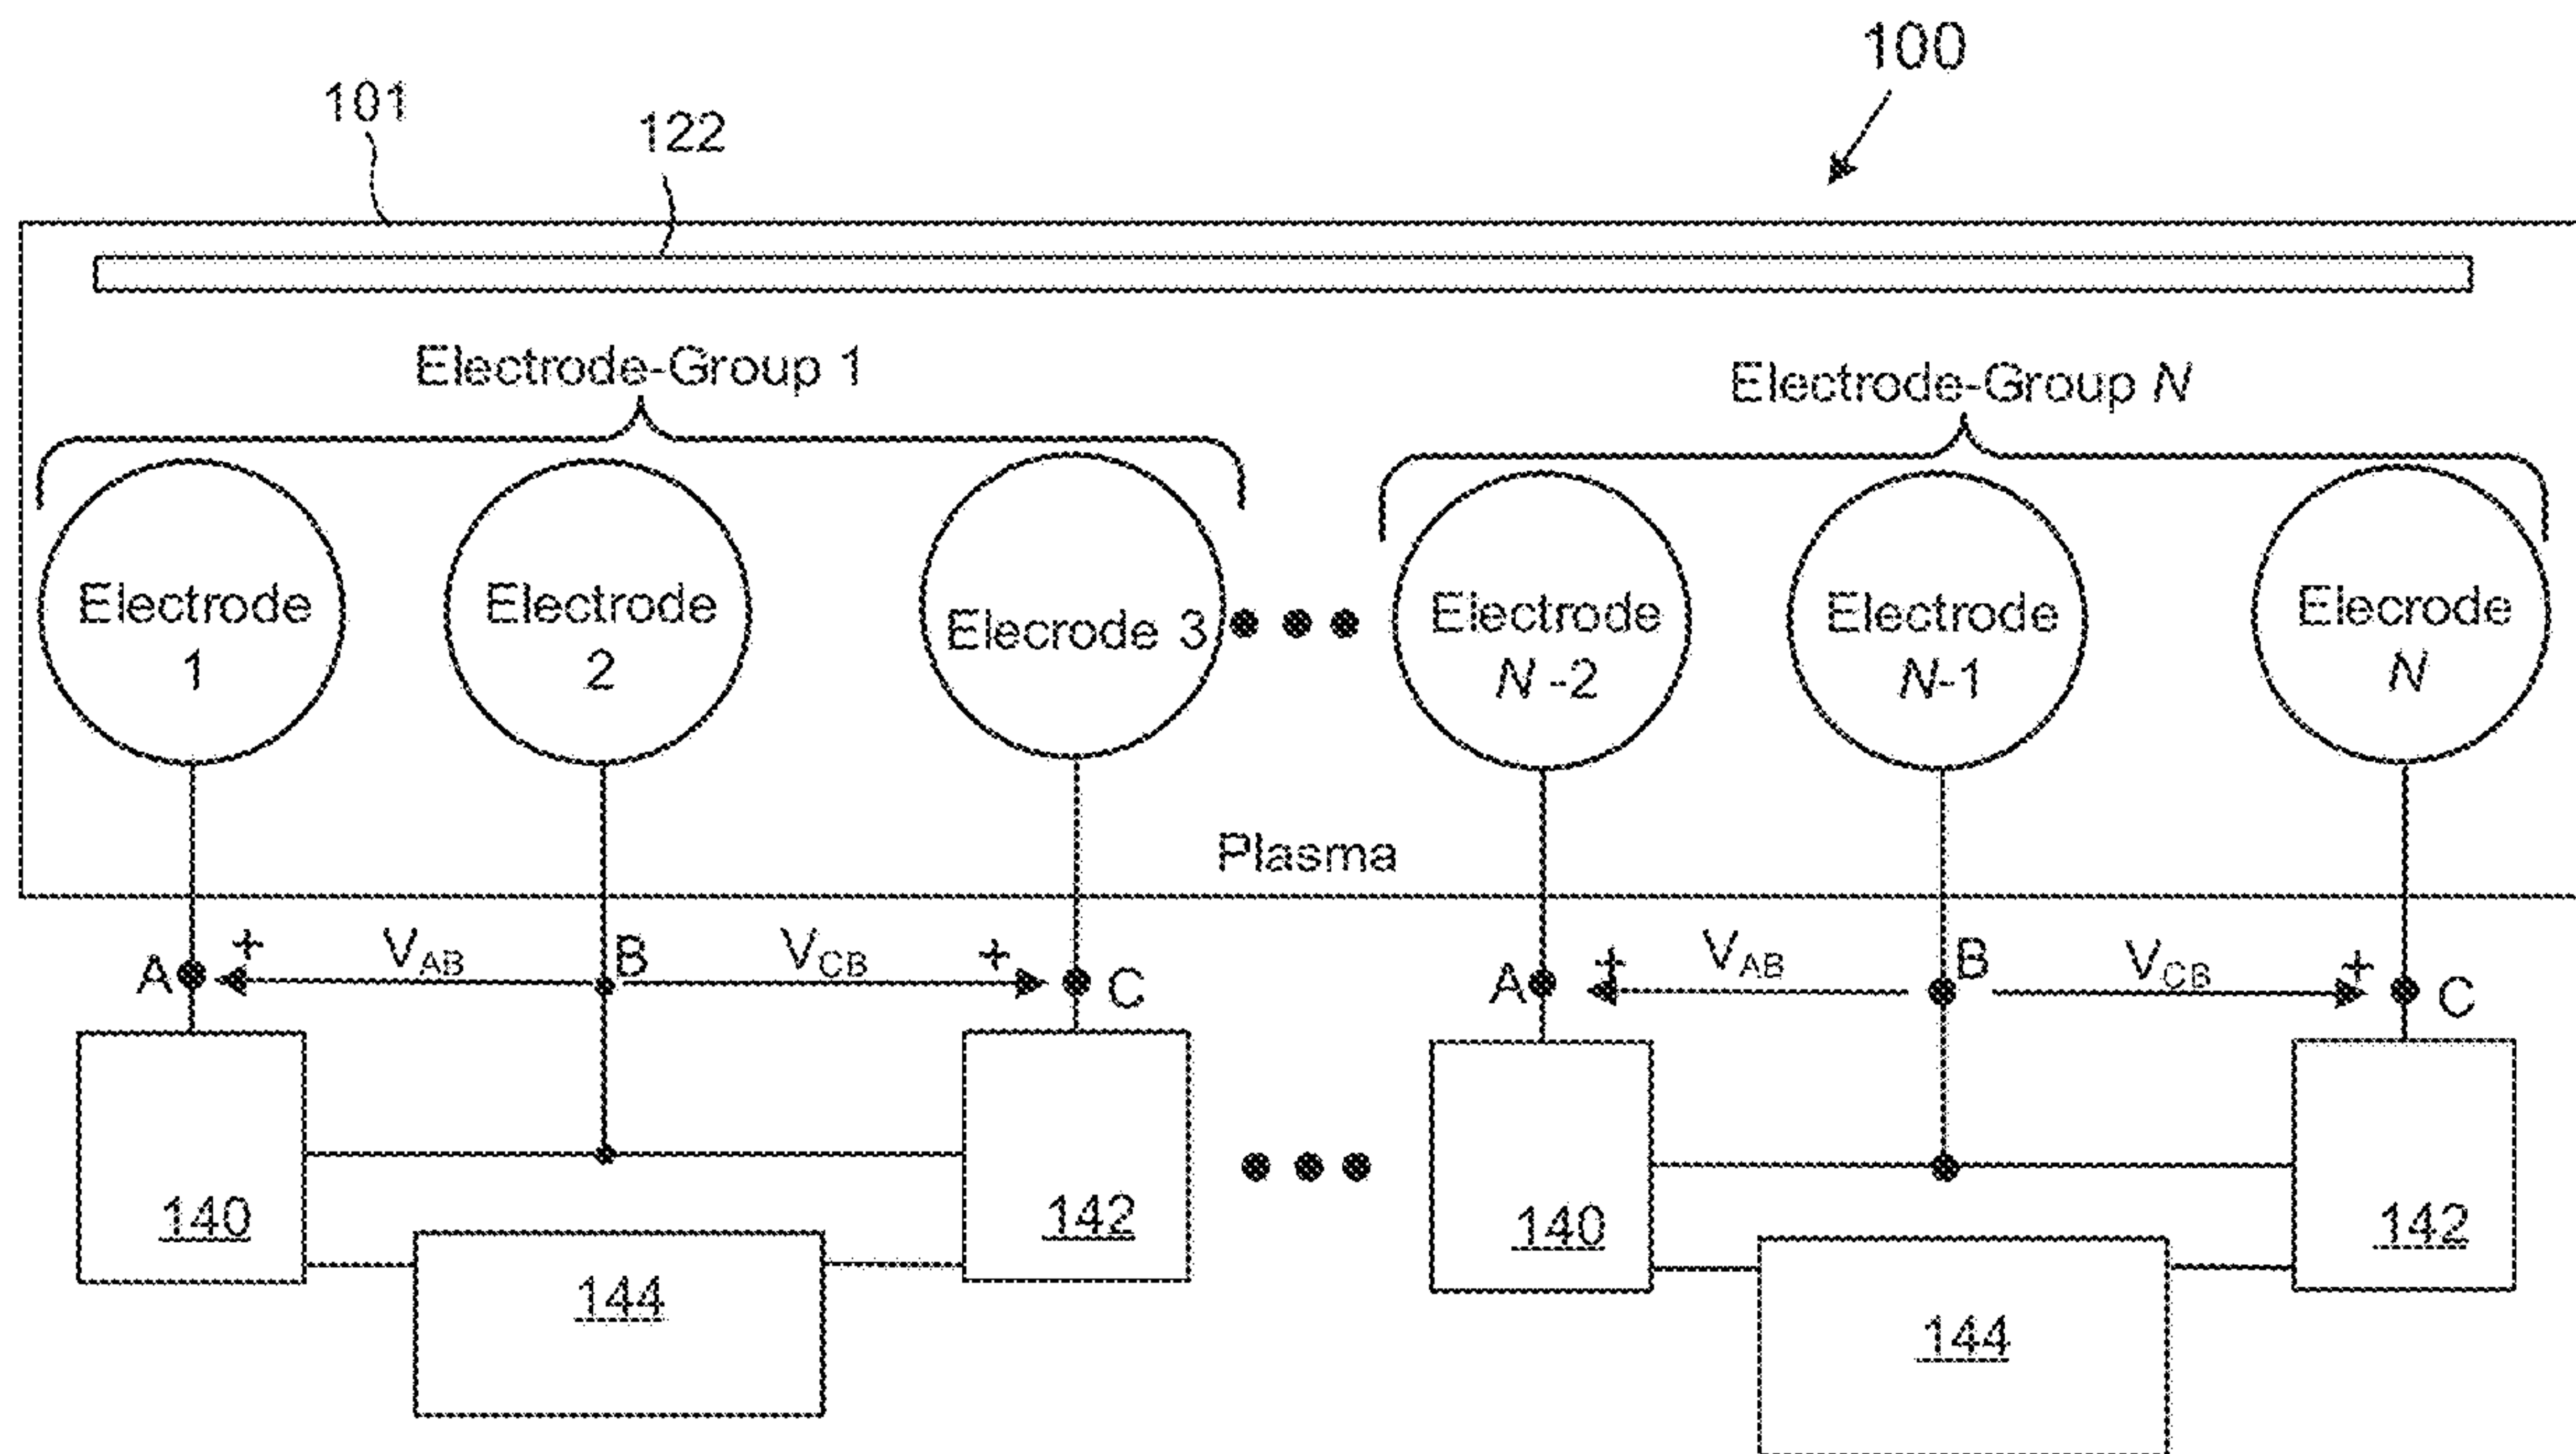 100
101
122
Electrode-Group 1
Electrode-Group N
Electrode
1
Electrode
2
Elecrode 3
Electrode
N -2
Electrode
N-1
Elecrode
N
Plasma
A
+
VAB
B
VCB
+
C
A
+
VAB
B
VCB
+
C
140
142
140
142
144
144